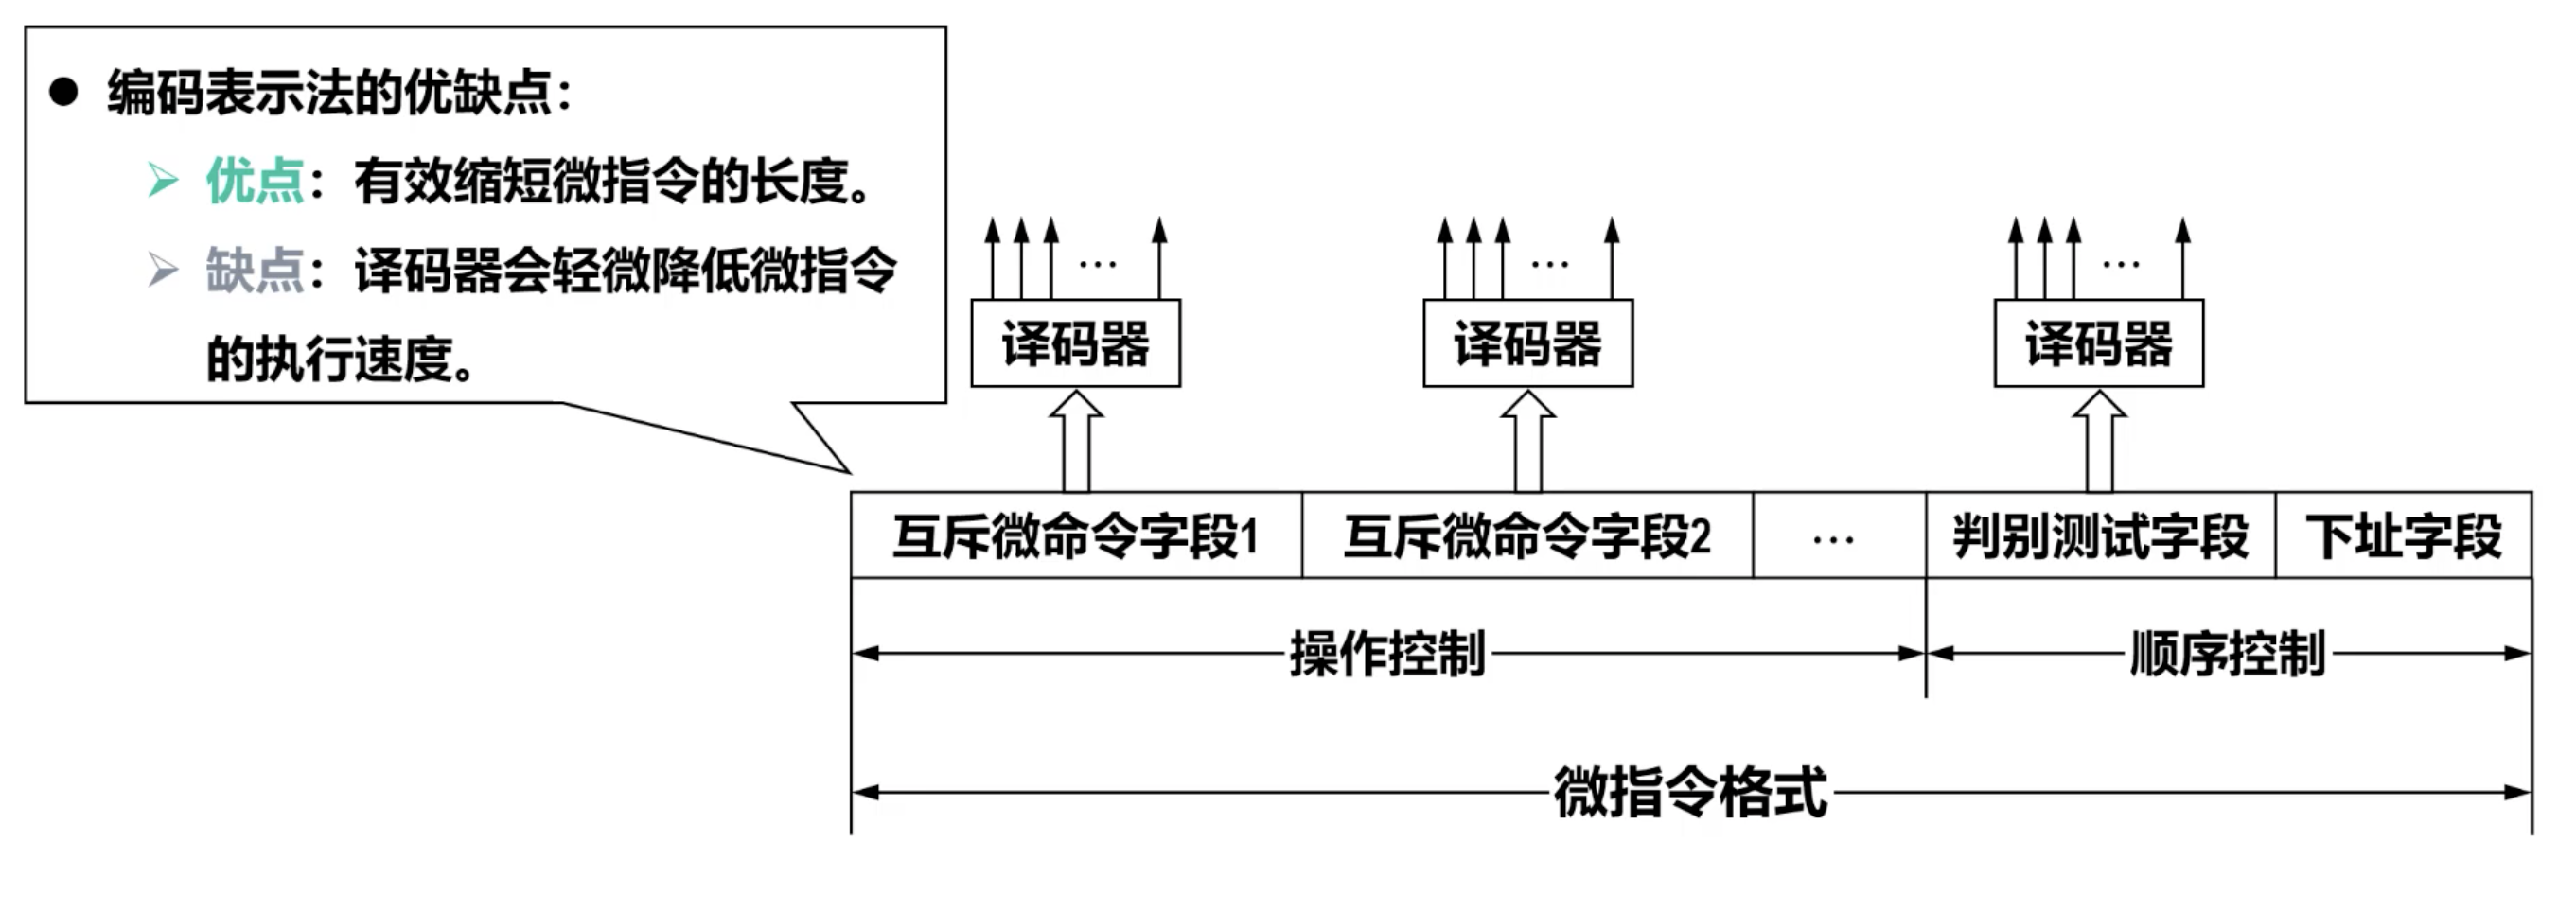 ● 编码表示法的优缺点：
➢ 优点：有效缩短微指令的长度。
➢ 缺点：译码器会轻微降低微指令
的执行速度。
… … …
译码器 译码器 译码器
互斥微命令字段1 互斥微命令字段2 … 判别测试字段 下址字段
操作控制 顺序控制
微指令格式